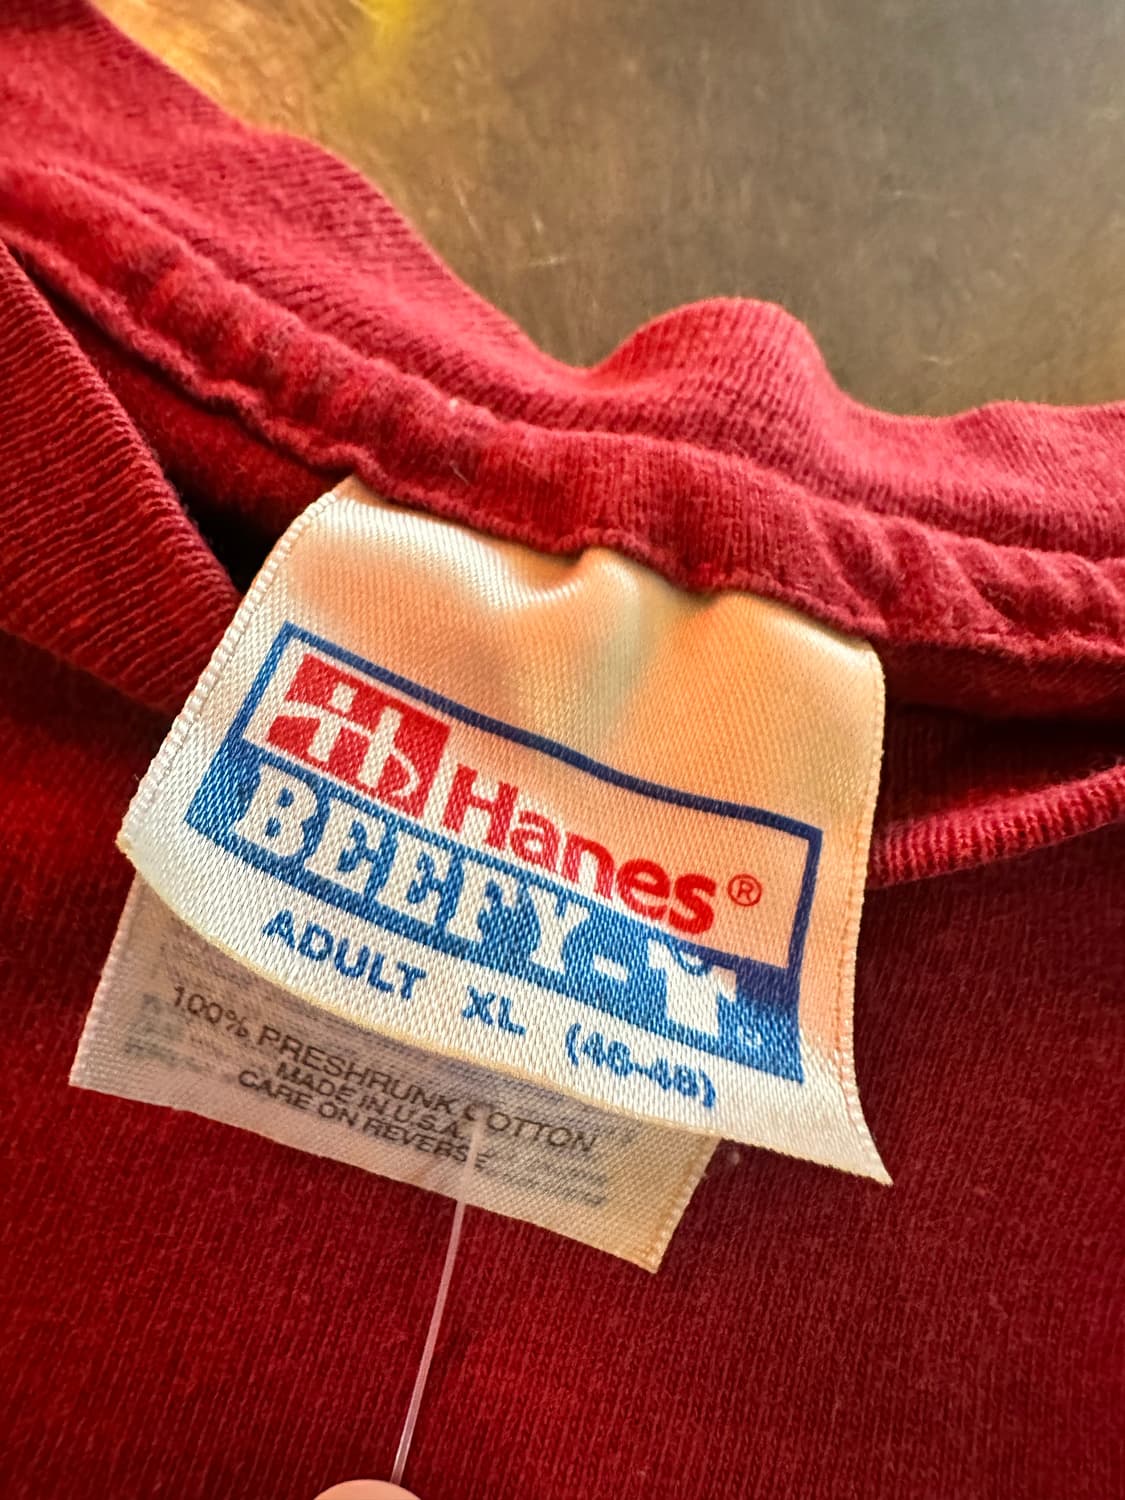 Hanes®
BEEFY-T
ADULT XL (46-48)
100% PRESHRUNK COTTON
MADE IN U.S.A.
CARE ON REVERSE